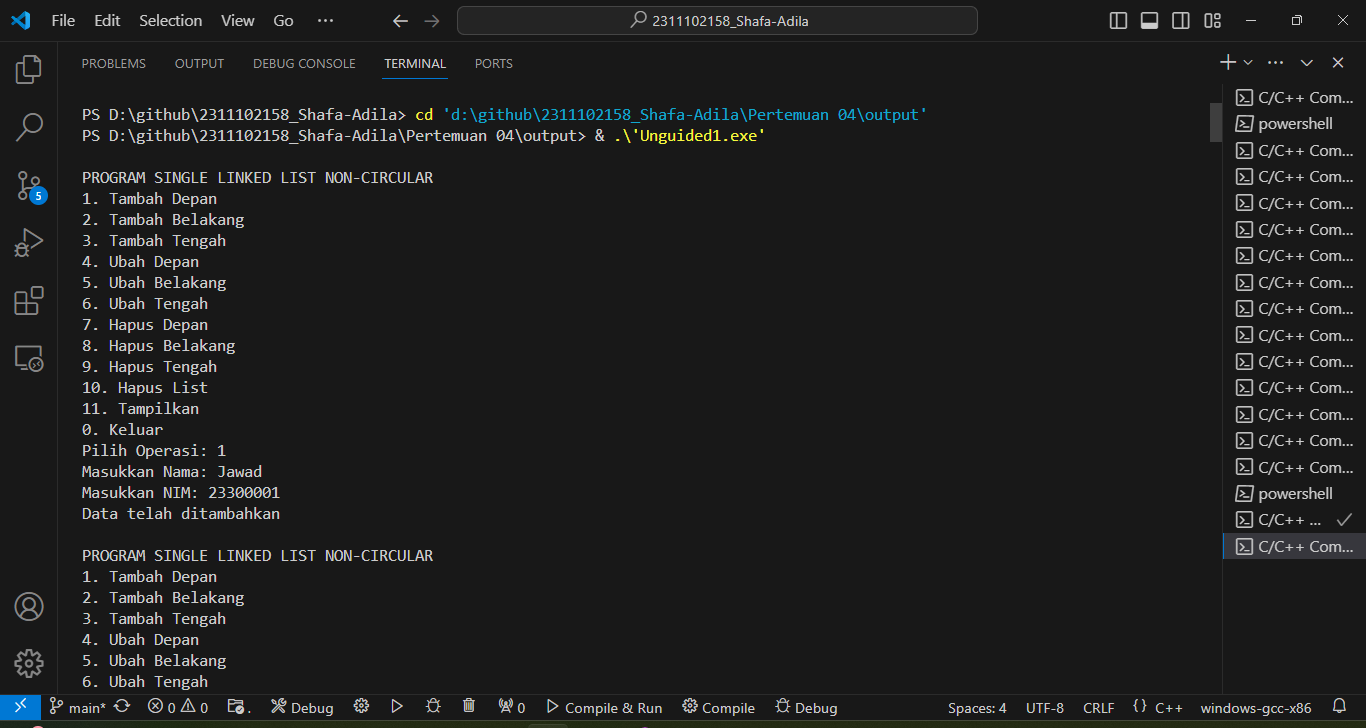 File Edit Selection View Go ··· 2311102158_Shafa-Adila
PROBLEMS OUTPUT DEBUG CONSOLE TERMINAL PORTS
PS D:\github\2311102158_Shafa-Adila> cd 'd:\github\2311102158_Shafa-Adila\Pertemuan 04\output'
PS D:\github\2311102158_Shafa-Adila\Pertemuan 04\output> & .\'Unguided1.exe'
PROGRAM SINGLE LINKED LIST NON-CIRCULAR
1. Tambah Depan
2. Tambah Belakang
3. Tambah Tengah
4. Ubah Depan
5. Ubah Belakang
6. Ubah Tengah
7. Hapus Depan
8. Hapus Belakang
9. Hapus Tengah
10. Hapus List
11. Tampilkan
0. Keluar
Pilih Operasi: 1
Masukkan Nama: Jawad
Masukkan NIM: 23300001
Data telah ditambahkan
PROGRAM SINGLE LINKED LIST NON-CIRCULAR
1. Tambah Depan
2. Tambah Belakang
3. Tambah Tengah
4. Ubah Depan
5. Ubah Belakang
6. Ubah Tengah
C/C++ Com...
powershell
C/C++ Com...
C/C++ Com...
C/C++ Com...
C/C++ Com...
C/C++ Com...
C/C++ Com...
C/C++ Com...
C/C++ Com...
C/C++ Com...
C/C++ Com...
C/C++ Com...
C/C++ Com...
C/C++ Com...
powershell
C/C++ ...
C/C++ Com...
5
main* 0 0 . Debug 0 Compile & Run Compile Debug Spaces: 4 UTF-8 CRLF {} C++ windows-gcc-x86